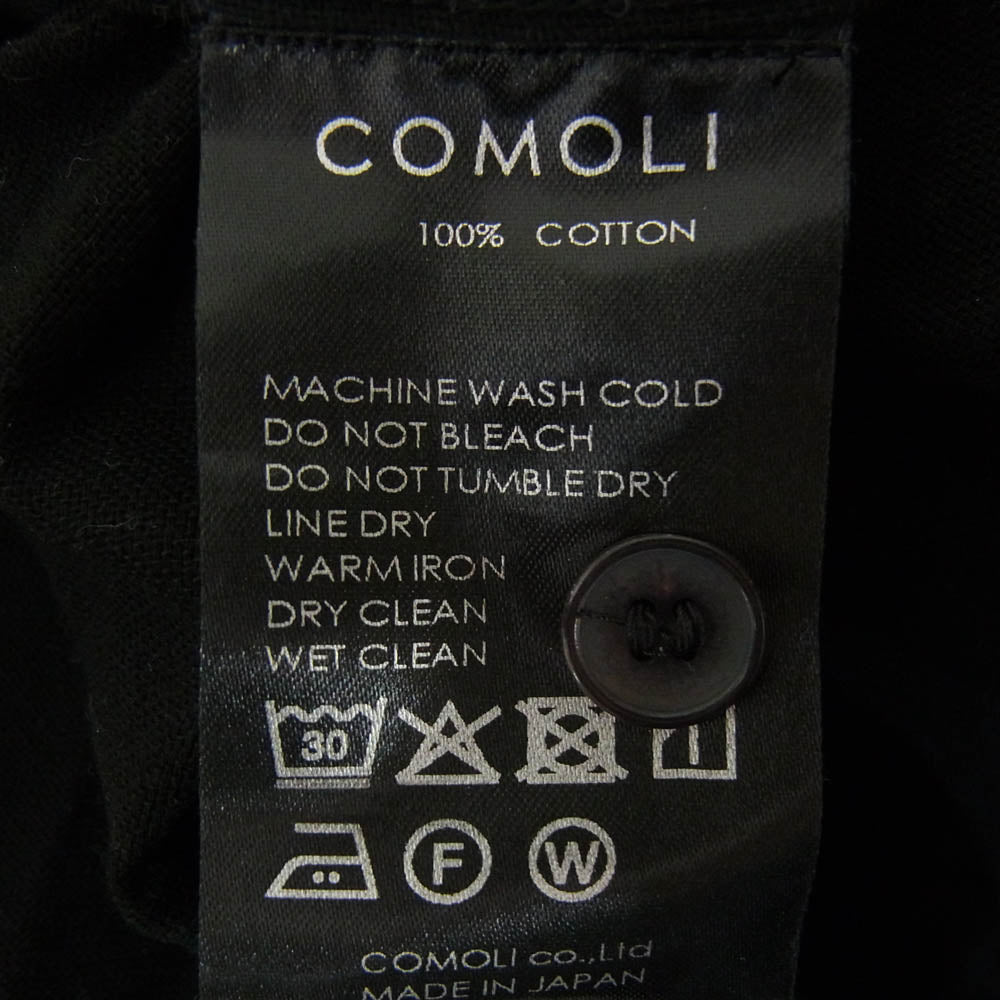 COMOLI
100% COTTON
MACHINE WASH COLD
DO NOT BLEACH
DO NOT TUMBLE DRY
LINE DRY
WARM IRON
DRY CLEAN
WET CLEAN
30
F W
COMOLI co.,Ltd
MADE IN JAPAN